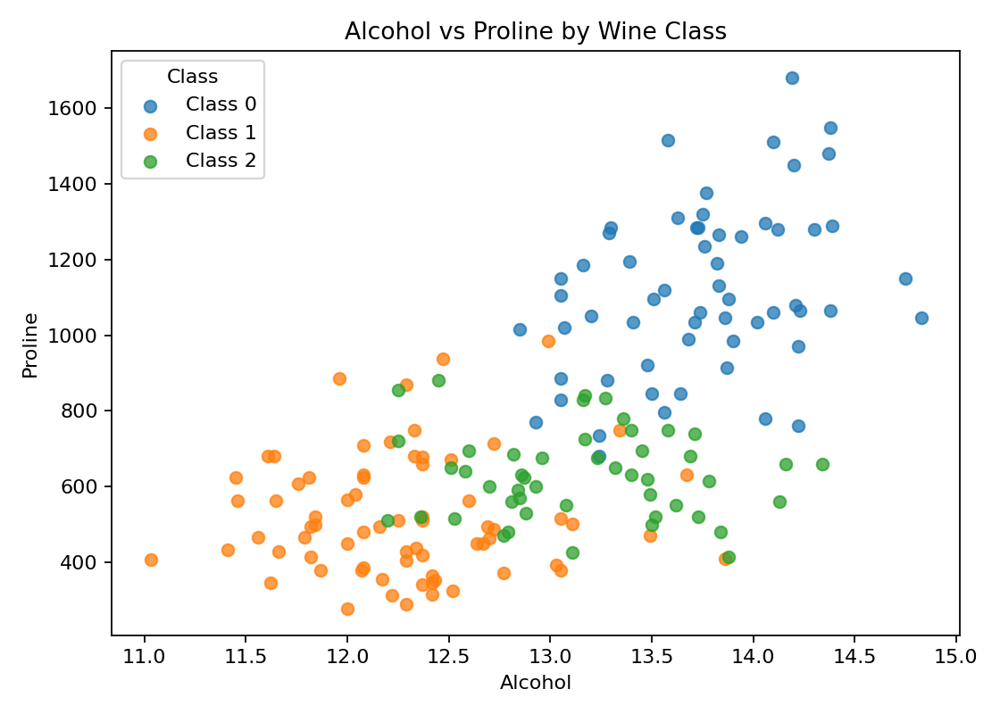 Alcohol vs Proline by Wine Class
Class
Class 0
Class 1
Class 2
Proline
1600
1400
1200
1000
800
600
400
11.0 11.5 12.0 12.5 13.0 13.5 14.0 14.5 15.0
Alcohol